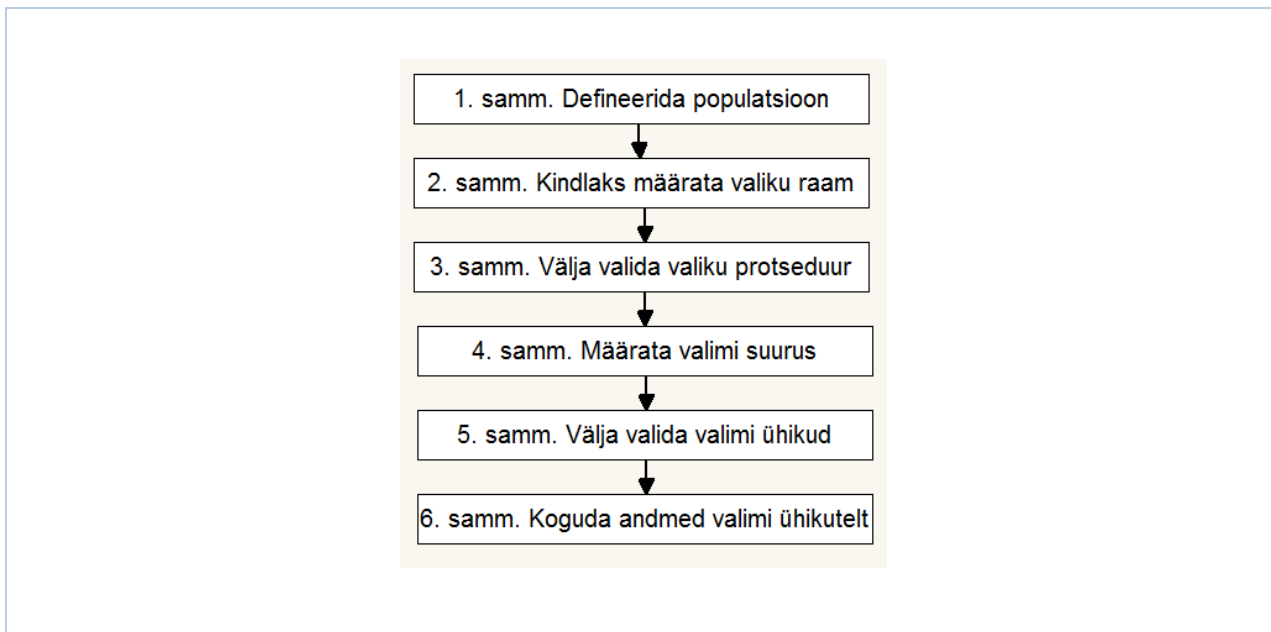 1. samm. Defineerida populatsioon
2. samm. Kindlaks määrata valiku raam
3. samm. Välja valida valiku protseduur
4. samm. Määrata valimi suurus
5. samm. Välja valida valimi ühikud
6. samm. Koguda andmed valimi ühikutelt